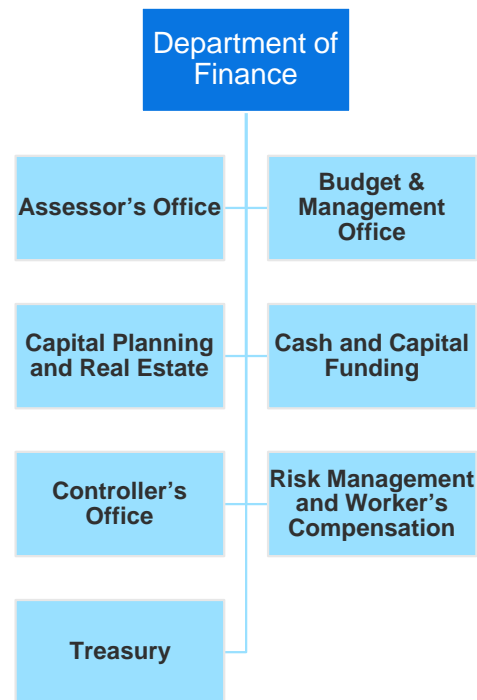 Department of
Finance
Assessor’s Office
Budget &
Management
Office
Capital Planning
and Real Estate
Cash and Capital
Funding
Controller’s
Office
Risk Management
and Worker’s
Compensation
Treasury